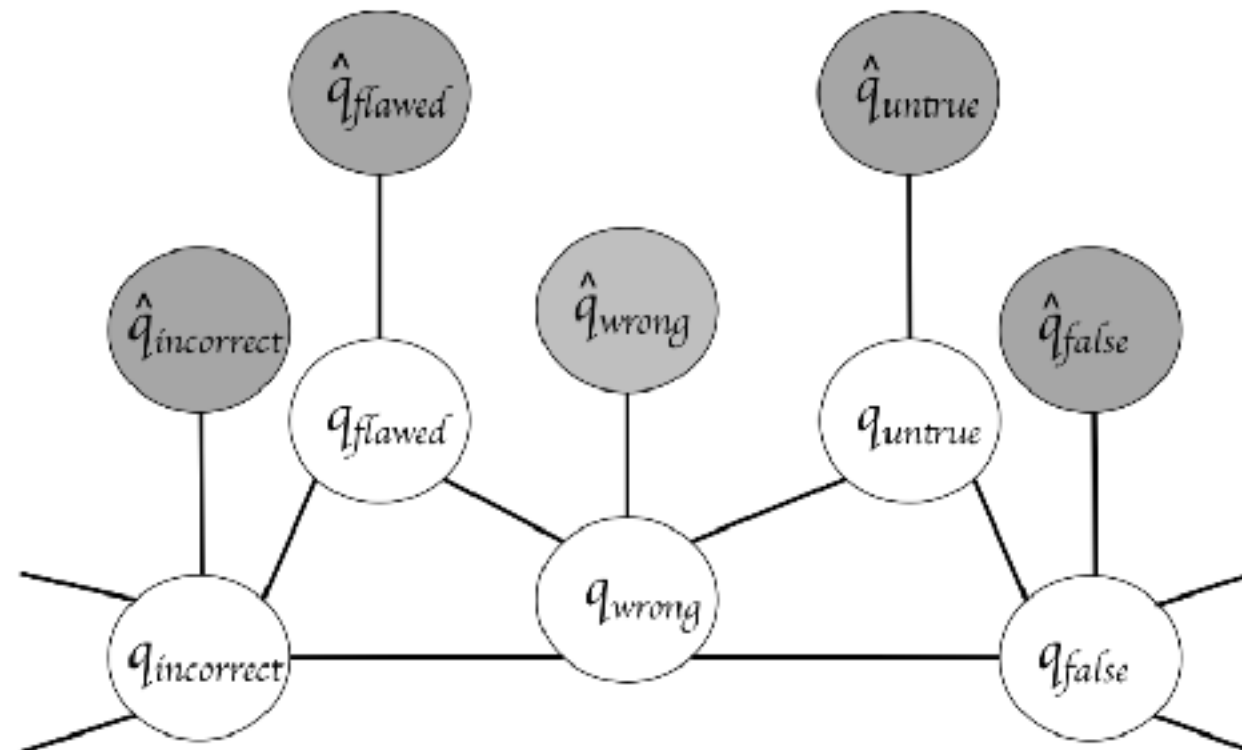 q̂flawed
q̂untrue
q̂incorrect
q̂wrong
q̂false
qflawed
quntrue
qwrong
qincorrect
qfalse